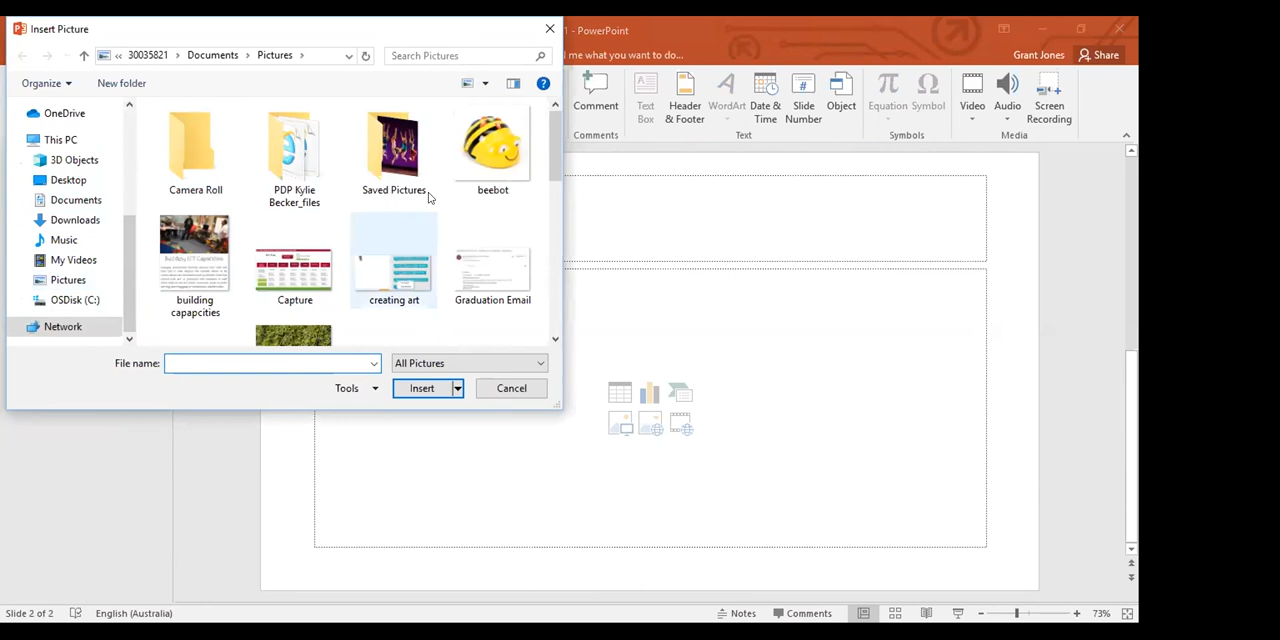 Insert Picture
1 - PowerPoint
30035821 Documents Pictures
Search Pictures
l me what you want to do...
Grant Jones
Share
Organize
New folder
OneDrive
This PC
3D Objects
Desktop
Documents
Downloads
Music
My Videos
Pictures
OSDisk (C:)
Network
Camera Roll
PDP Kylie
Becker_files
Saved Pictures
beebot
building
capapcities
Capture
creating art
Graduation Email
File name:
All Pictures
Tools
Insert
Cancel
Comment
Text
Box
Header
& Footer
WordArt
Date &
Time
Slide
Number
Object
Equation
Symbol
Video
Audio
Screen
Recording
Comments
Text
Symbols
Media
Slide 2 of 2
English (Australia)
Notes
Comments
73%